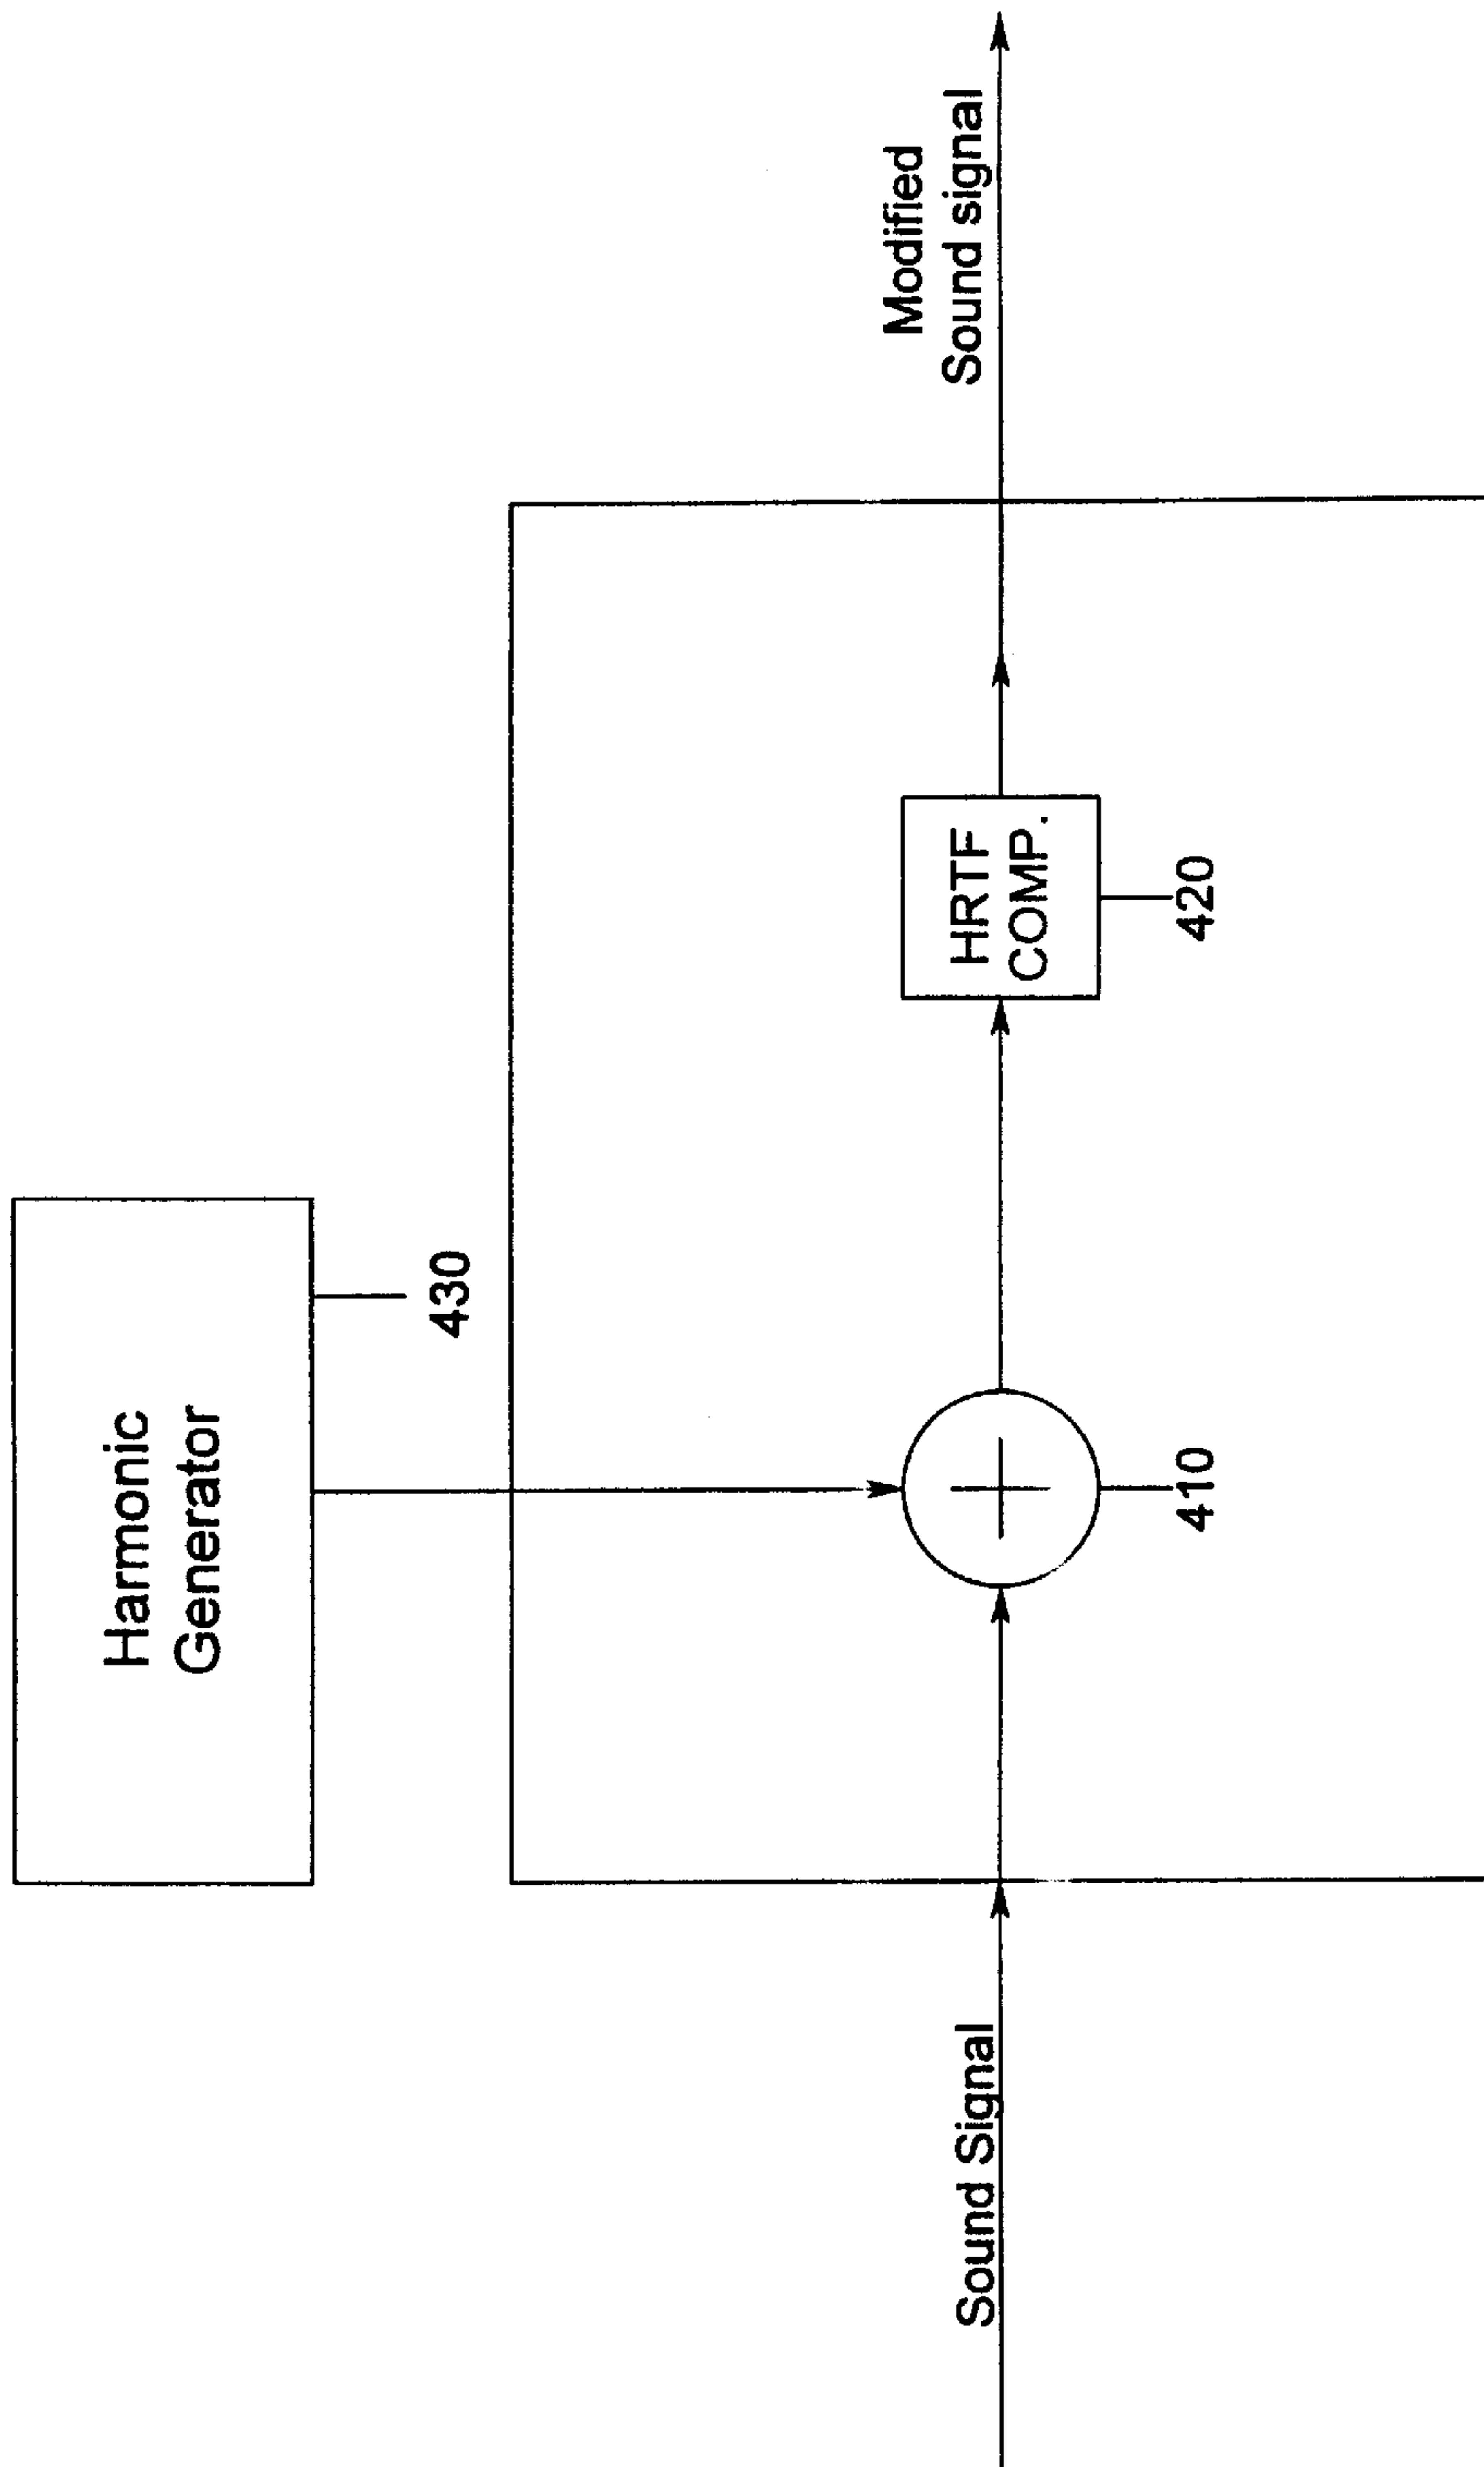 Harmonic
Generator
430
Sound Signal
410
HRTF
COMP.
420
Modified
Sound signal